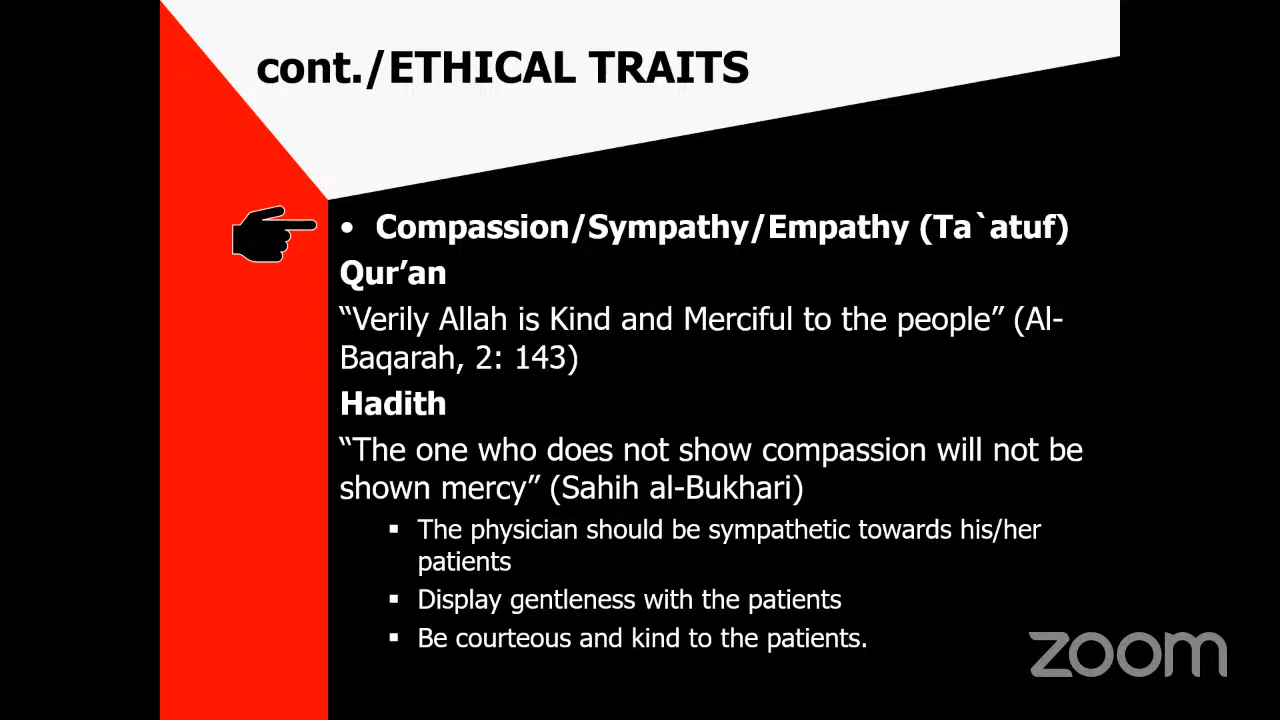 cont./ETHICAL TRAITS
• Compassion/Sympathy/Empathy (Ta`atuf)
Qur’an
“Verily Allah is Kind and Merciful to the people” (Al-
Baqarah, 2: 143)
Hadith
“The one who does not show compassion will not be
shown mercy” (Sahih al-Bukhari)
▪ The physician should be sympathetic towards his/her
patients
▪ Display gentleness with the patients
▪ Be courteous and kind to the patients.
zoom